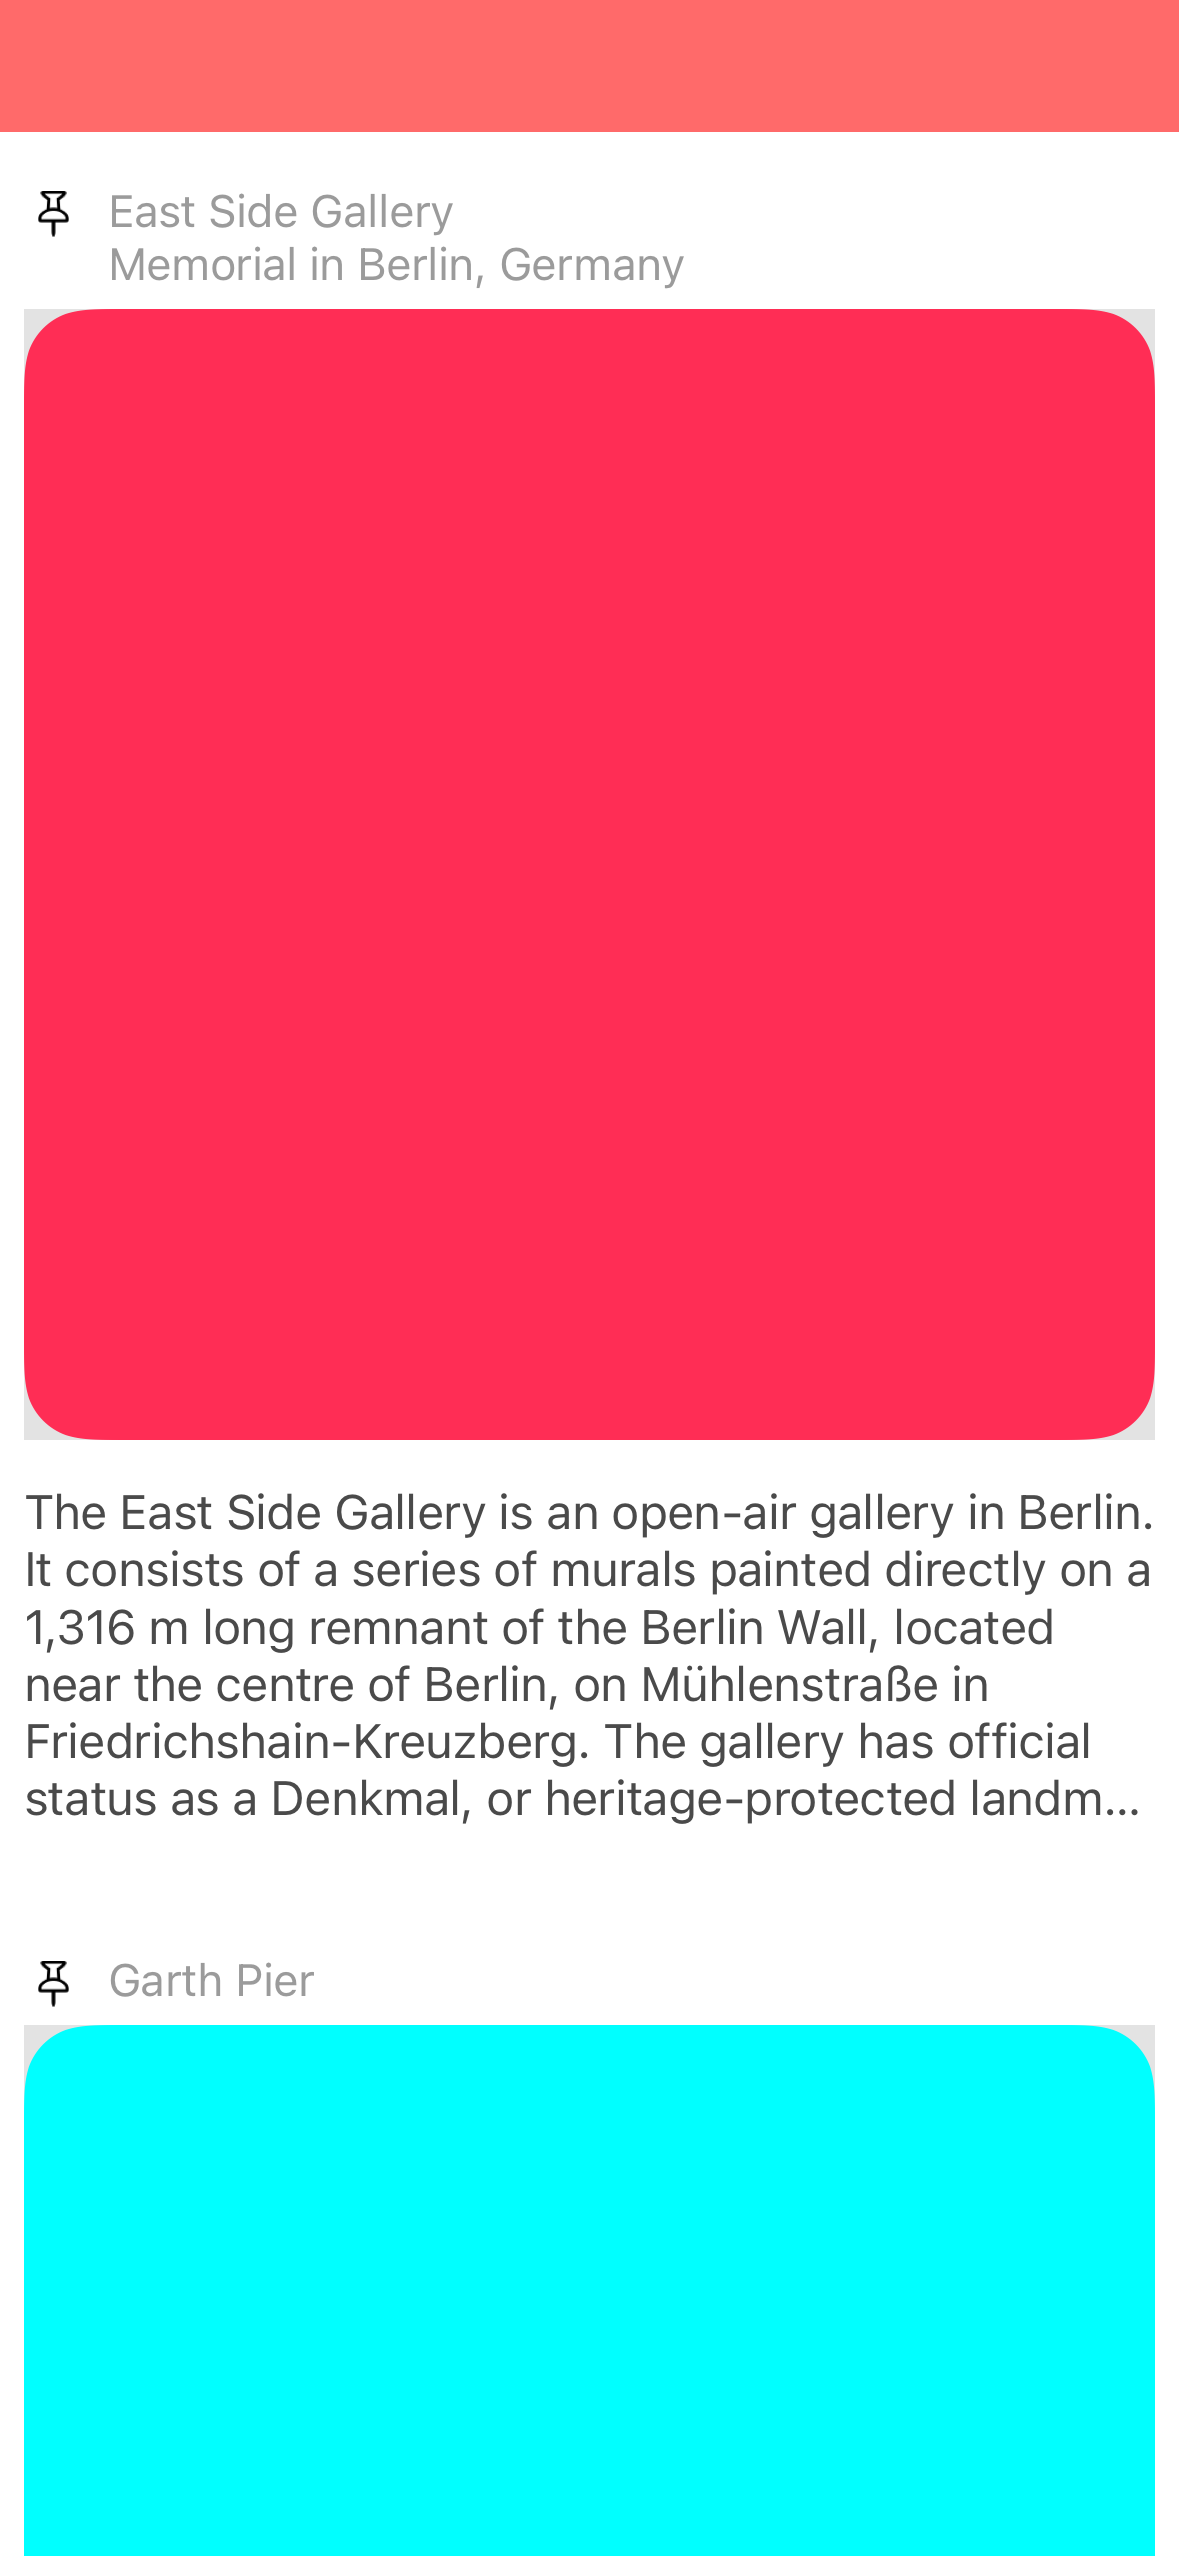 East Side Gallery
Memorial in Berlin, Germany
The East Side Gallery is an open-air gallery in Berlin.
It consists of a series of murals painted directly on a
1,316 m long remnant of the Berlin Wall, located
near the centre of Berlin, on Mühlenstraße in
Friedrichshain-Kreuzberg. The gallery has official
status as a Denkmal, or heritage-protected landm...
Garth Pier